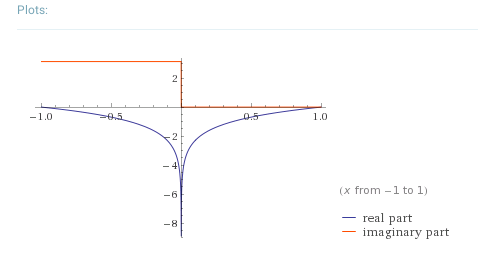 Plots:
2
−1.0 −0.5 0.5 1.0
−2
−4
−6
−8
(x from −1 to 1)
— real part
— imaginary part